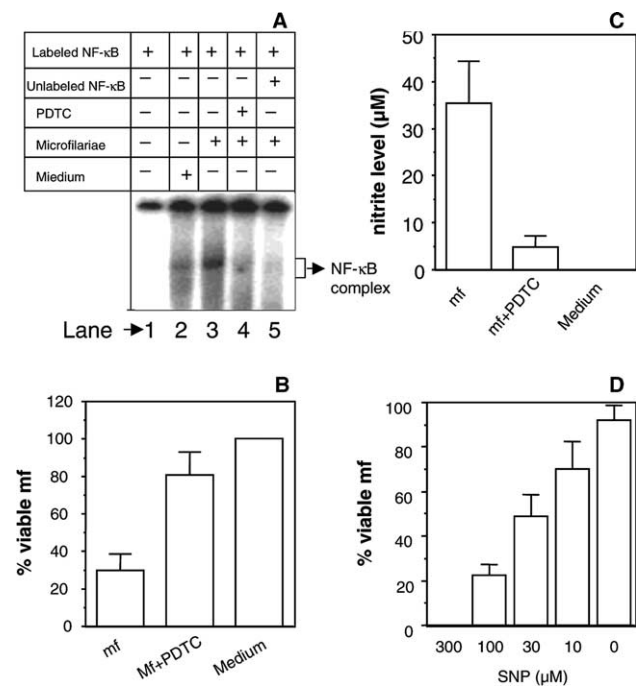 A
Labeled NF-κB + + + + +
Unlabeled NF-κB – – – – +
PDTC – – – + –
Microfilariae – – + + +
Miedium – + – – –
NF-κB
complex
Lane 1 2 3 4 5
C
nitrite level (µM)
50
40
30
20
10
0
mf
mf+PDTC
Medium
B
% viable mf
120
100
80
60
40
20
0
mf
Mf+PDTC
Medium
D
% viable mf
100
80
60
40
20
0
300 100 30 10 0
SNP (µM)